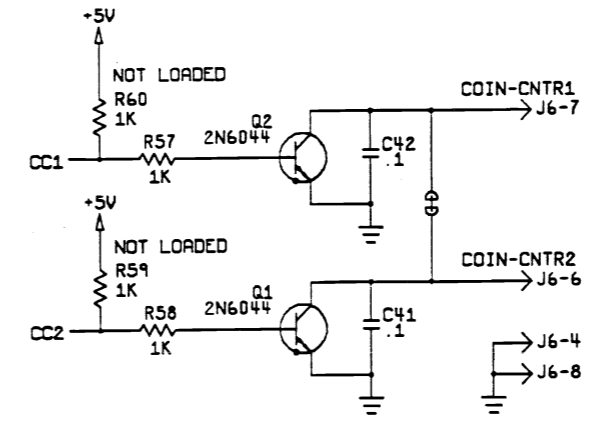 +5V
NOT LOADED
R60
1K
CC1
R57
1K
Q2
2N6044
C42
.1
COIN-CNTR1
J6-7
+5V
NOT LOADED
R59
1K
CC2
R58
1K
Q1
2N6044
C41
.1
COIN-CNTR2
J6-6
J6-4
J6-8